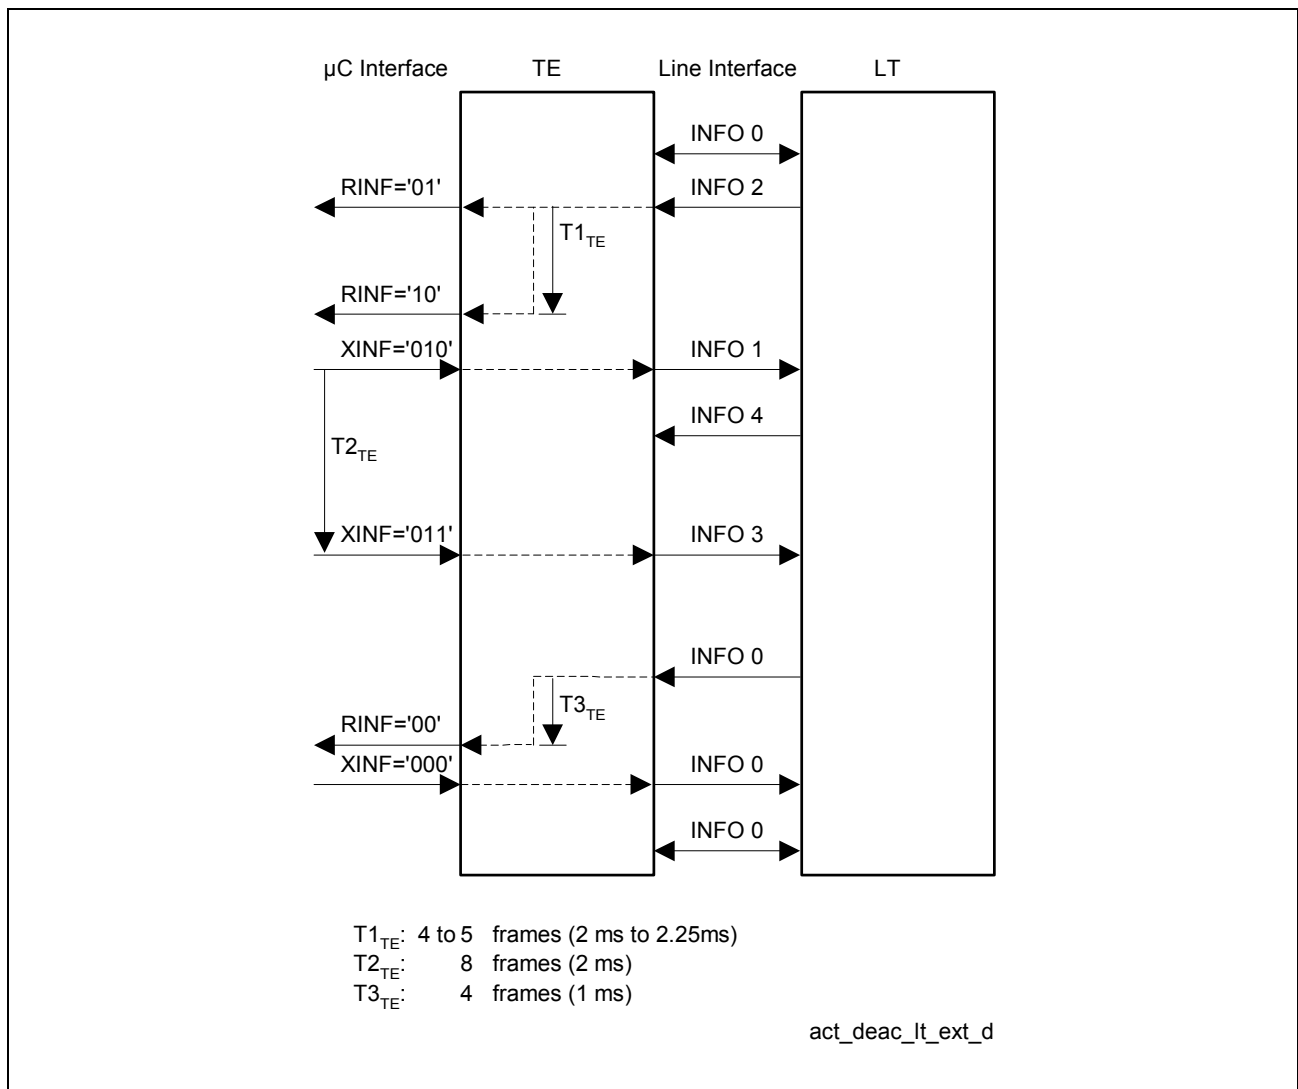 µC Interface TE Line Interface LT
INFO 0
RINF='01' INFO 2
T1TE
RINF='10'
XINF='010' INFO 1
INFO 4
T2TE
XINF='011' INFO 3
INFO 0
T3TE
RINF='00'
XINF='000' INFO 0
INFO 0
T1TE: 4 to 5 frames (2 ms to 2.25ms)
T2TE: 8 frames (2 ms)
T3TE: 4 frames (1 ms)
act_deac_lt_ext_d